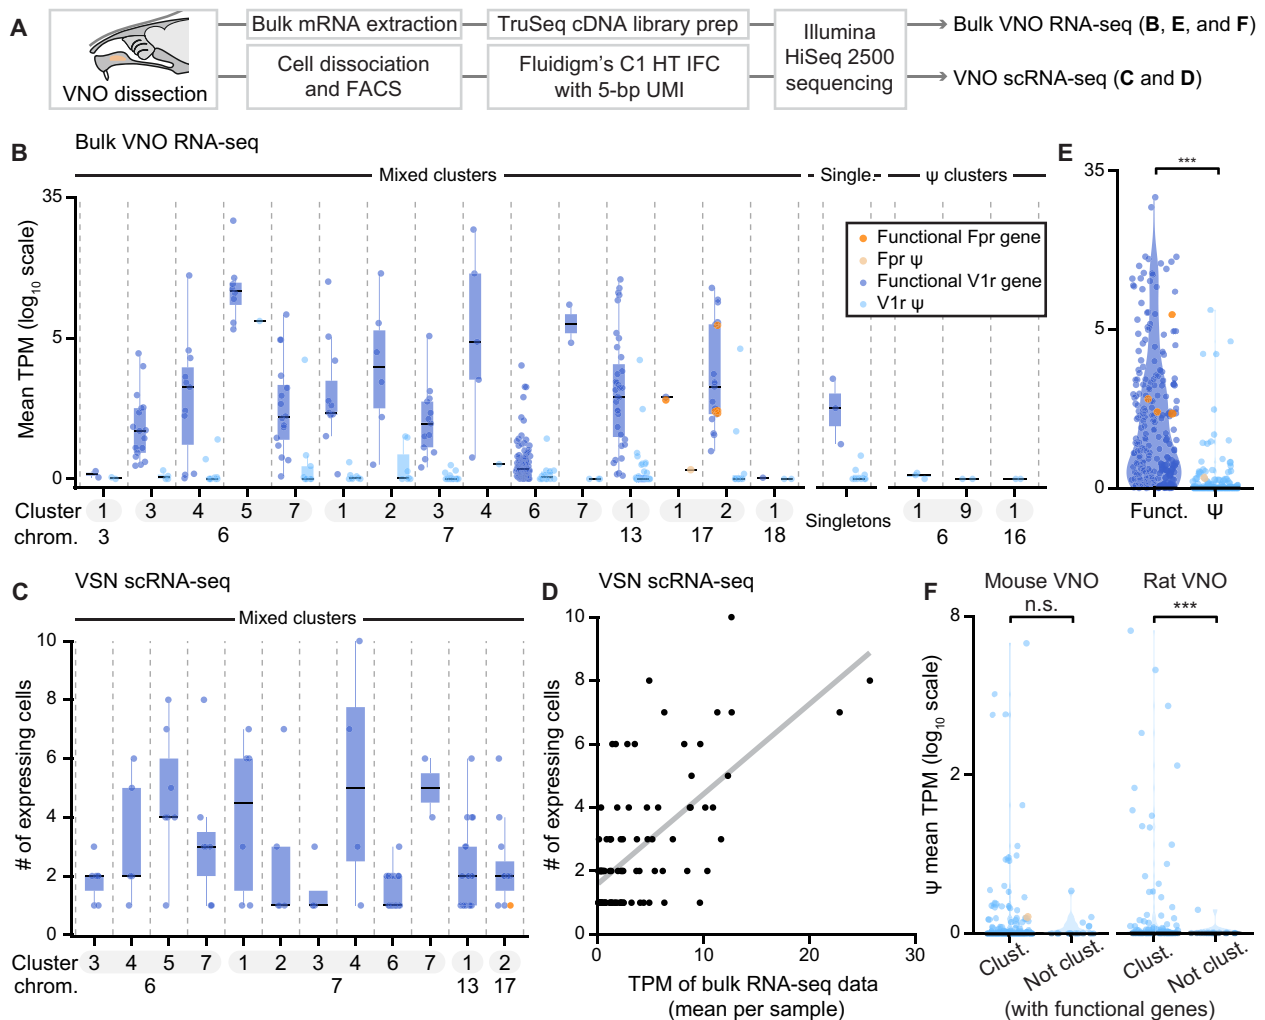 A
VNO dissection
Bulk mRNA extraction
TruSeq cDNA library prep
Cell dissociation
and FACS
Fluidigm's C1 HT IFC
with 5-bp UMI
Illumina
HiSeq 2500
sequencing
Bulk VNO RNA-seq (B, E, and F)
VNO scRNA-seq (C and D)
B
Bulk VNO RNA-seq
Mixed clusters
Single.
ψ clusters
Mean TPM (log10 scale)
35
5
0
Functional Fpr gene
Fpr ψ
Functional V1r gene
V1r ψ
Cluster 1 3 4 5 7 1 2 3 4 6 7 1 1 2 1 Singletons 1 9 1
chrom. 3 6 7 13 17 18 6 16
E
35
5
0
***
Funct. ψ
C
VSN scRNA-seq
Mixed clusters
# of expressing cells
10
8
6
4
2
0
Cluster 3 4 5 7 1 2 3 4 6 7 1 2
chrom. 6 7 13 17
D
VSN scRNA-seq
# of expressing cells
10
8
6
4
2
0
0 10 20 30
TPM of bulk RNA-seq data
(mean per sample)
F
Mouse VNO
Rat VNO
n.s.
***
ψ mean TPM (log10 scale)
8
2
0
Clust. Not clust. Clust. Not clust.
(with functional genes)